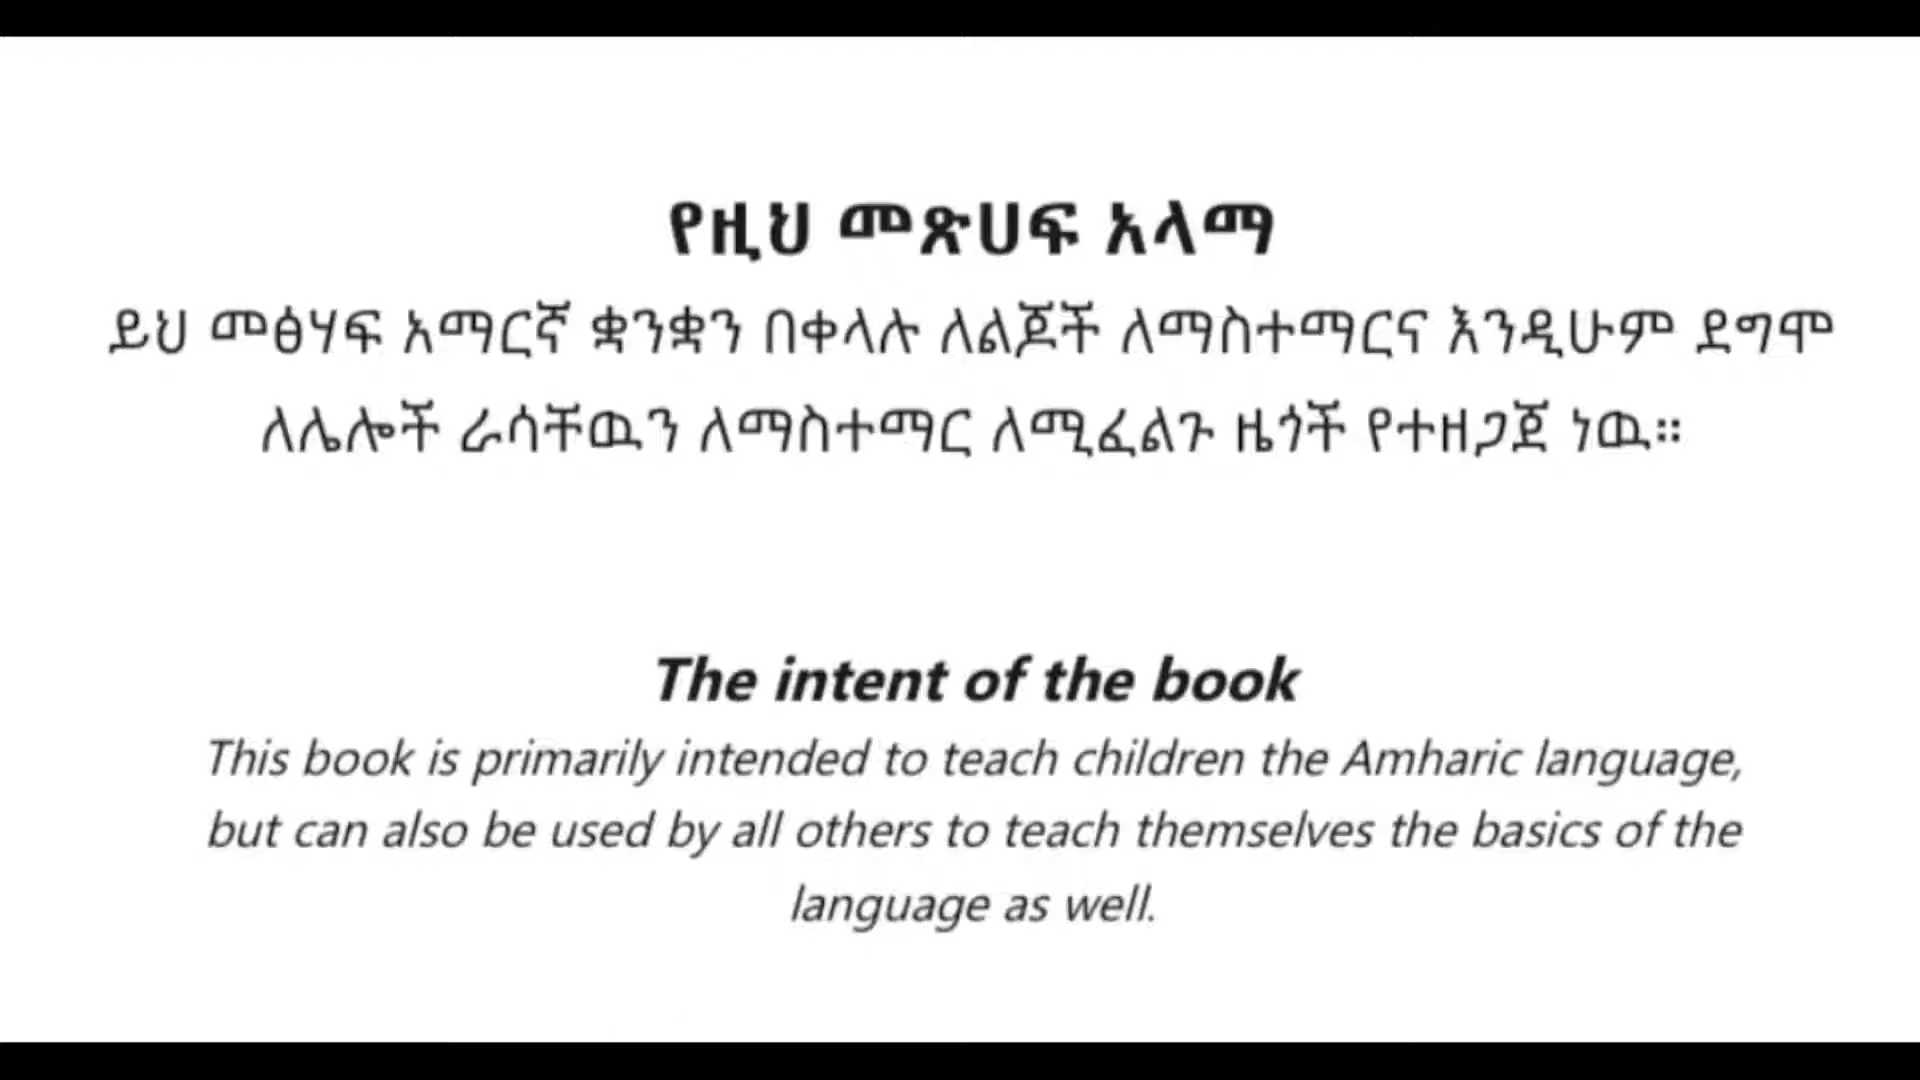 የዚህ መጽሀፍ አላማ
ይህ መፅሃፍ አማርኛ ቋንቋን በቀላሉ ለልጆች ለማስተማርና እንዲሁም ደግሞ
ለሌሎች ራሳቸዉን ለማስተማር ለሚፈልጉ ዜጎች የተዘጋጀ ነዉ።
The intent of the book
This book is primarily intended to teach children the Amharic language,
but can also be used by all others to teach themselves the basics of the
language as well.